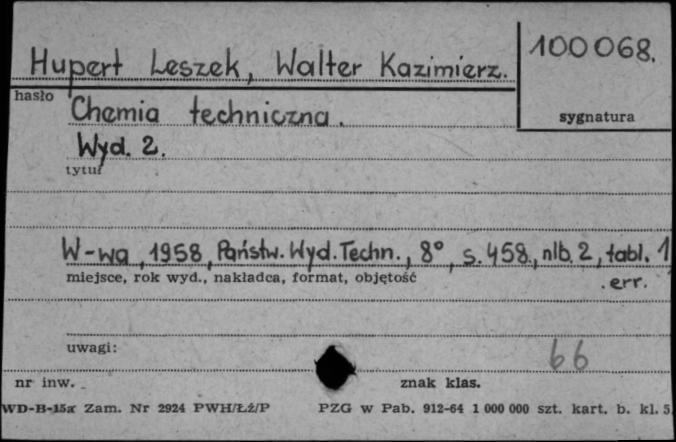 Hupert Leszek, Walter Kazimierz.
100 068.
hasło
Chemia techniczna.
sygnatura
Wyd. 2.
tytuł
W-wa, 1958, Państw. Wyd. Techn., 8°, s. 458, nlb. 2, tabl. 1
miejsce, rok wyd., nakładca, format, objętość
err.
uwagi:
66
nr inw.
znak klas.
WD-B-15a Zam. Nr 2924 PWH/Łż/P
PZG w Pab. 912-64 1 000 000 szt. kart. b. kl. 5